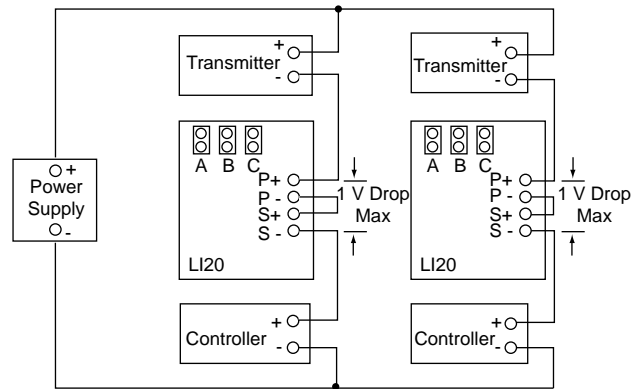 +
Transmitter
-
A B C
P+
P -
S+
S -
1 V Drop
Max
LI20
+
Controller
-
+
Transmitter
-
A B C
P+
P -
S+
S -
1 V Drop
Max
LI20
+
Controller
-
+
Power
Supply
-